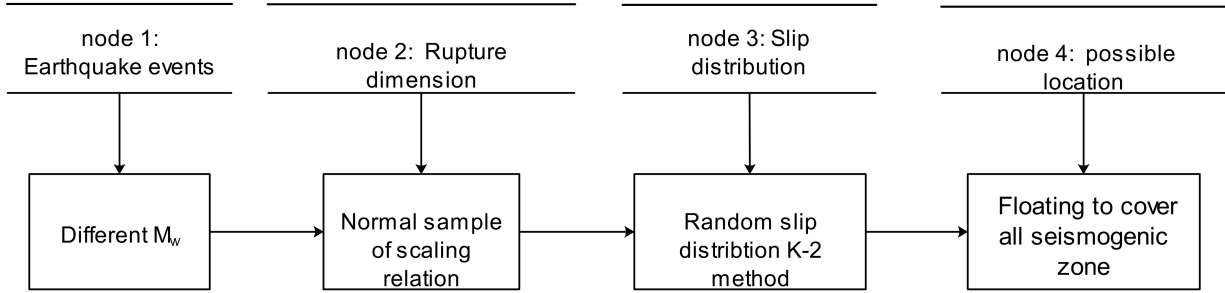 node 1:
Earthquake events
node 2: Rupture
dimension
node 3: Slip
distribution
node 4: possible
location
Different Mw
Normal sample
of scaling
relation
Random slip
distribtion K-2
method
Floating to cover
all seismogenic
zone